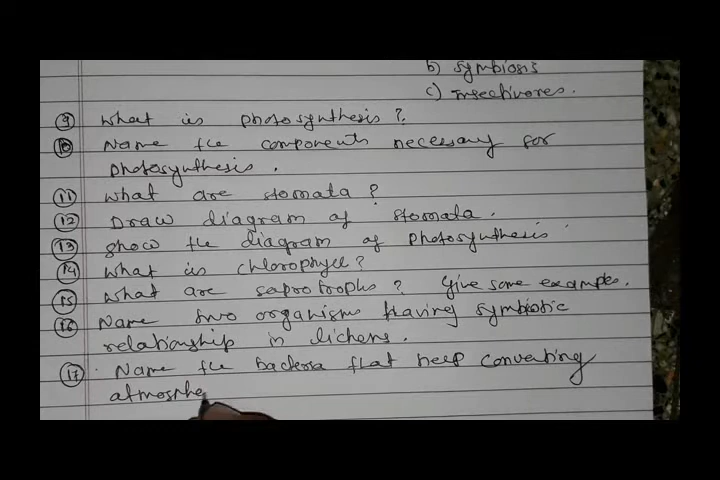 b) Symbiosis
c) Insectivores.
9 What is photosynthesis?
10 Name the components necessary for
photosynthesis.
11 What are stomata?
12 Draw diagram of stomata.
13 Show the diagram of photosynthesis
14 What is chlorophyll?
15 What are saprotrophs? Give some examples.
16 Name two organisms having symbiotic
relationship in lichens.
17 Name the bacteria that help converting
atmosphe